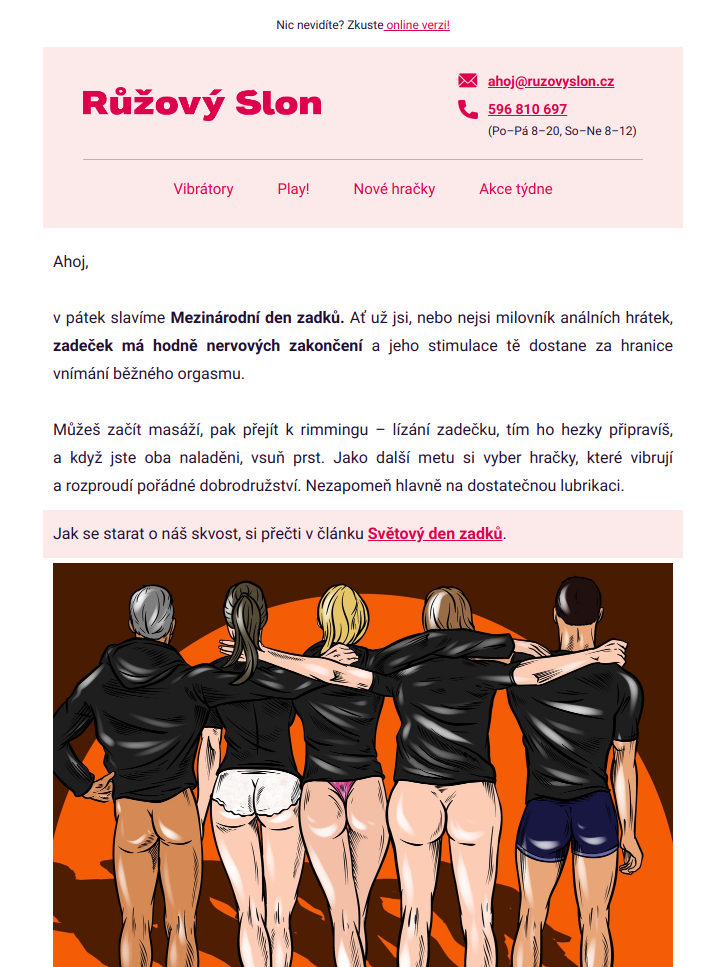 Nic nevidíte? Zkuste online verzi!
Růžový Slon
ahoj@ruzovyslon.cz
596 810 697
(Po–Pá 8–20, So–Ne 8–12)
Vibrátory Play! Nové hračky Akce týdne
Ahoj,
v pátek slavíme Mezinárodní den zadků. Ať už jsi, nebo nejsi milovník análních hrátek,
zadeček má hodně nervových zakončení a jeho stimulace tě dostane za hranice
vnímání běžného orgasmu.
Můžeš začít masáží, pak přejít k rimmingu – lízání zadečku, tím ho hezky připravíš,
a když jste oba naladěni, vsuň prst. Jako další metu si vyber hračky, které vibrují
a rozproudí pořádné dobrodružství. Nezapomeň hlavně na dostatečnou lubrikaci.
Jak se starat o náš skvost, si přečti v článku Světový den zadků.